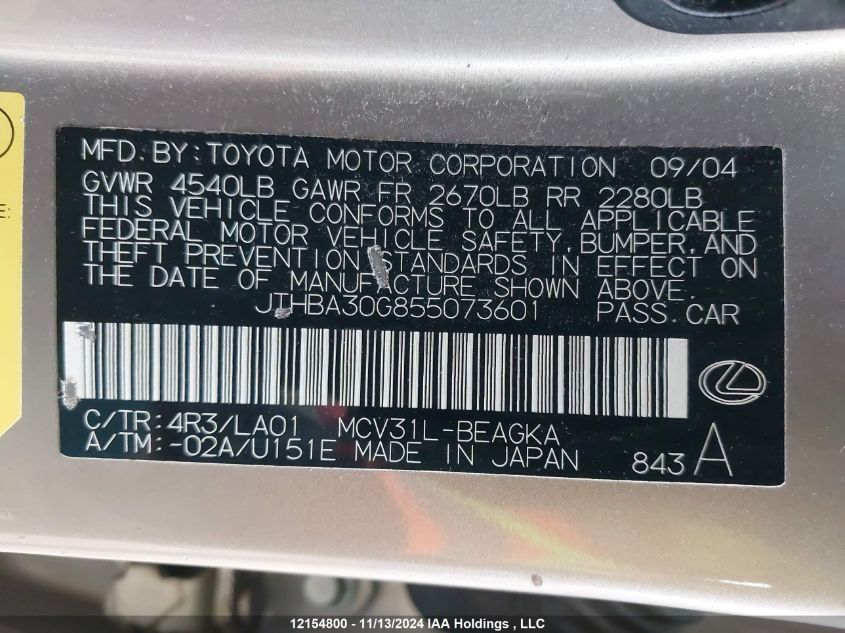 MFD. BY: TOYOTA MOTOR CORPORATION 09/04
GVWR 4540LB GAWR FR 2670LB RR 2280LB
THIS VEHICLE CONFORMS TO ALL APPLICABLE
FEDERAL MOTOR VEHICLE SAFETY, BUMPER, AND
THEFT PREVENTION STANDARDS IN EFFECT ON
THE DATE OF MANUFACTURE SHOWN ABOVE.
JTHBA30G855073601 PASS. CAR
C/TR: 4R3/LA01 MCV31L-BEAGKA
A/TM: -02A/U151E MADE IN JAPAN 843 A
E:
12154800 - 11/13/2024 IAA Holdings , LLC